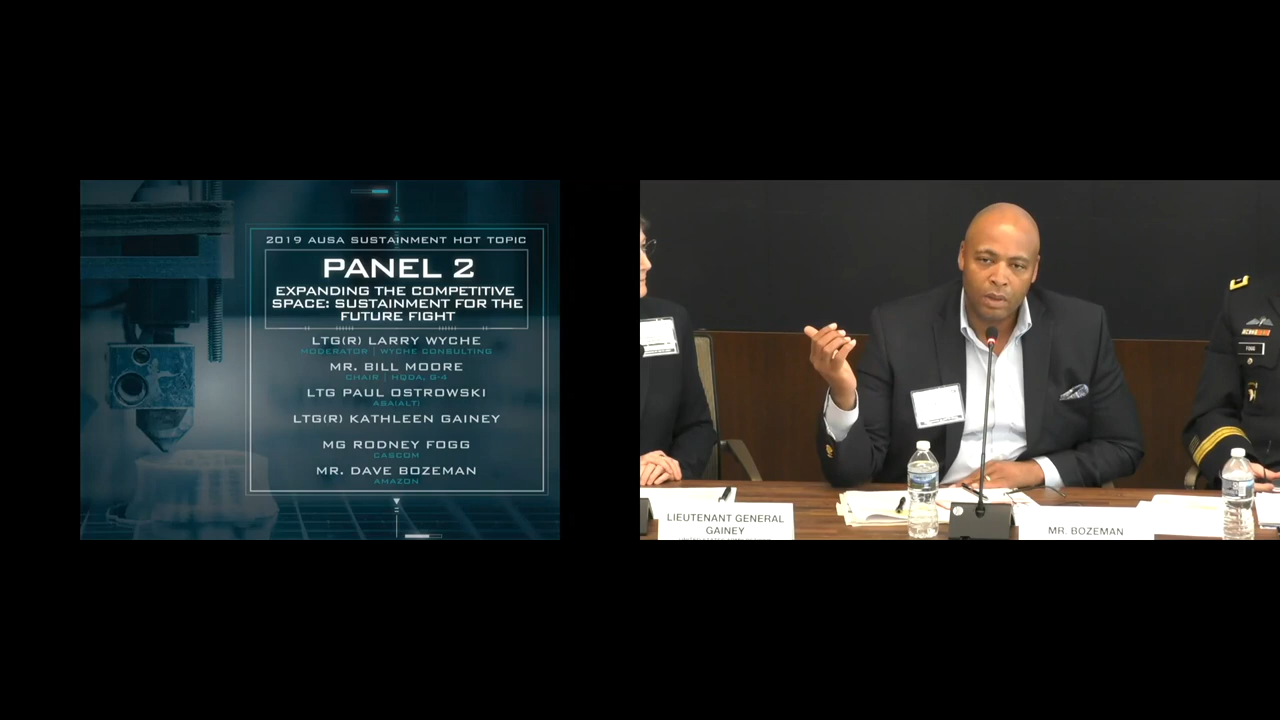 2019 AUSA SUSTAINMENT HOT TOPIC
PANEL 2
EXPANDING THE COMPETITIVE
SPACE: SUSTAINMENT FOR THE
FUTURE FIGHT
LTG(R) LARRY WYCHE
MODERATOR | WYCHE CONSULTING
MR. BILL MOORE
CHAIR | HQDA, G-4
LTG PAUL OSTROWSKI
ASA(ALT)
LTG(R) KATHLEEN GAINEY
MG RODNEY FOGG
CASCOM
MR. DAVE BOZEMAN
AMAZON
FOGG
LIEUTENANT GENERAL
GAINEY
MR. BOZEMAN